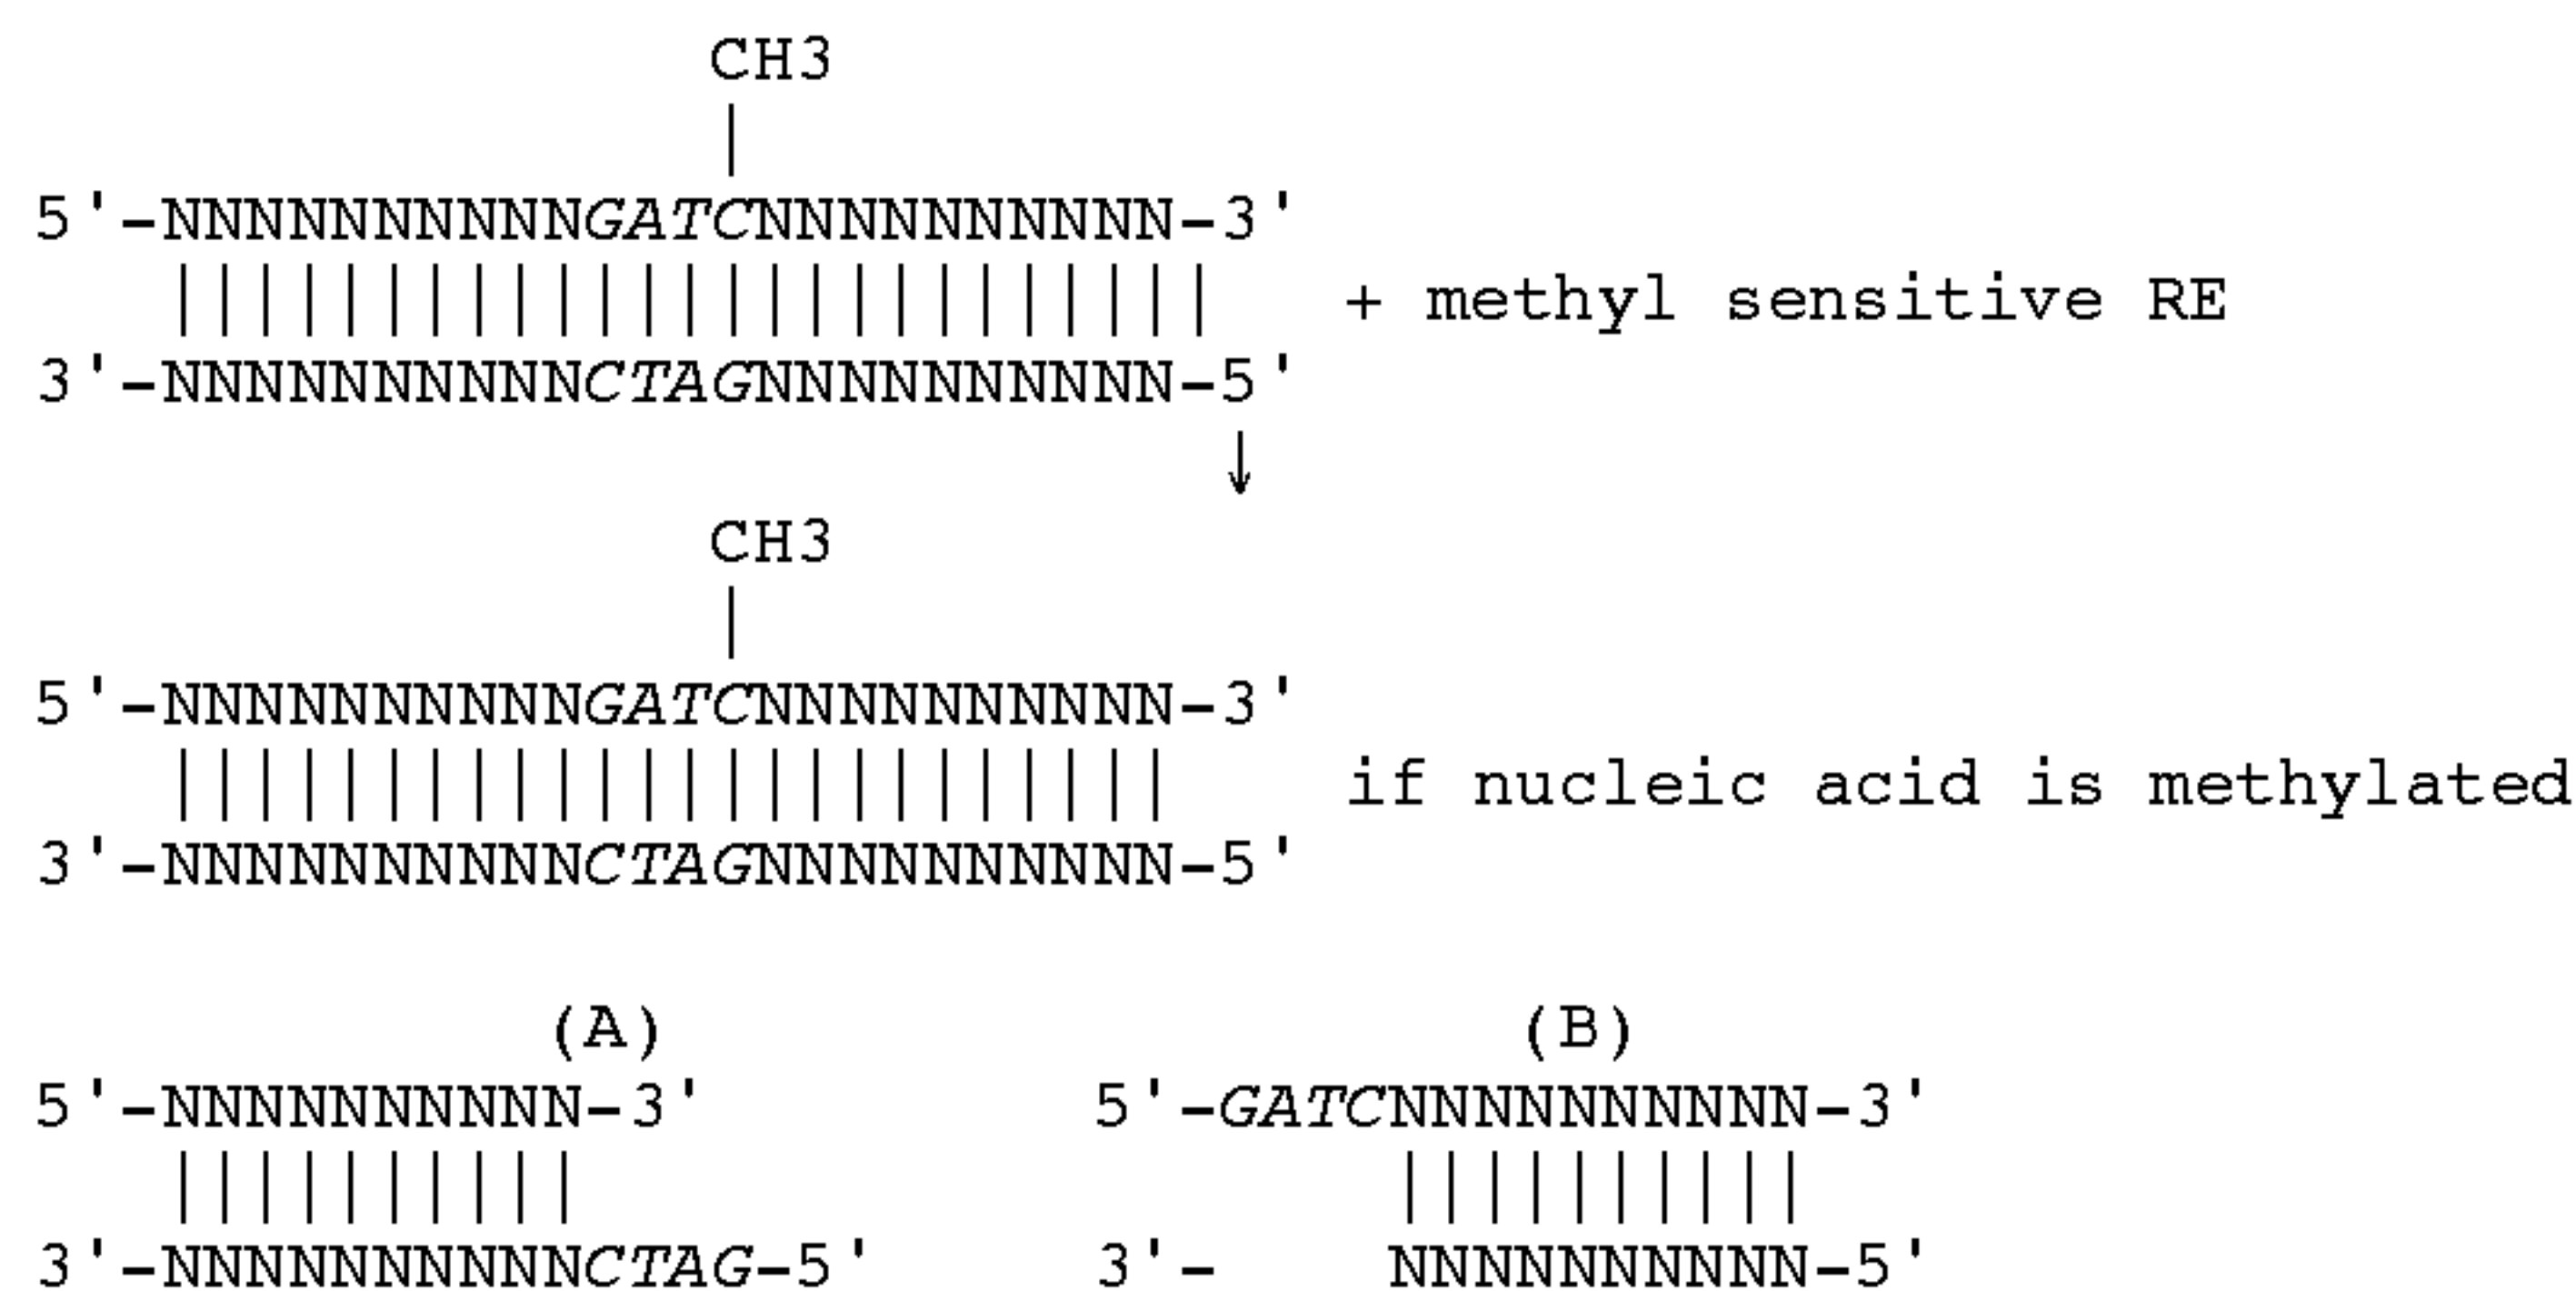 CH3
5'-NNNNNNNNNNGATCNNNNNNNNNN-3'
+ methyl sensitive RE
3'-NNNNNNNNNNCTAGNNNNNNNNNN-5'
↓
CH3
5'-NNNNNNNNNNGATCNNNNNNNNNN-3'
if nucleic acid is methylated
3'-NNNNNNNNNNCTAGNNNNNNNNNN-5'
(A) (B)
5'-NNNNNNNNNN-3' 5'-GATCNNNNNNNNNN-3'
3'-NNNNNNNNNNCTAG-5' 3'- NNNNNNNNNN-5'